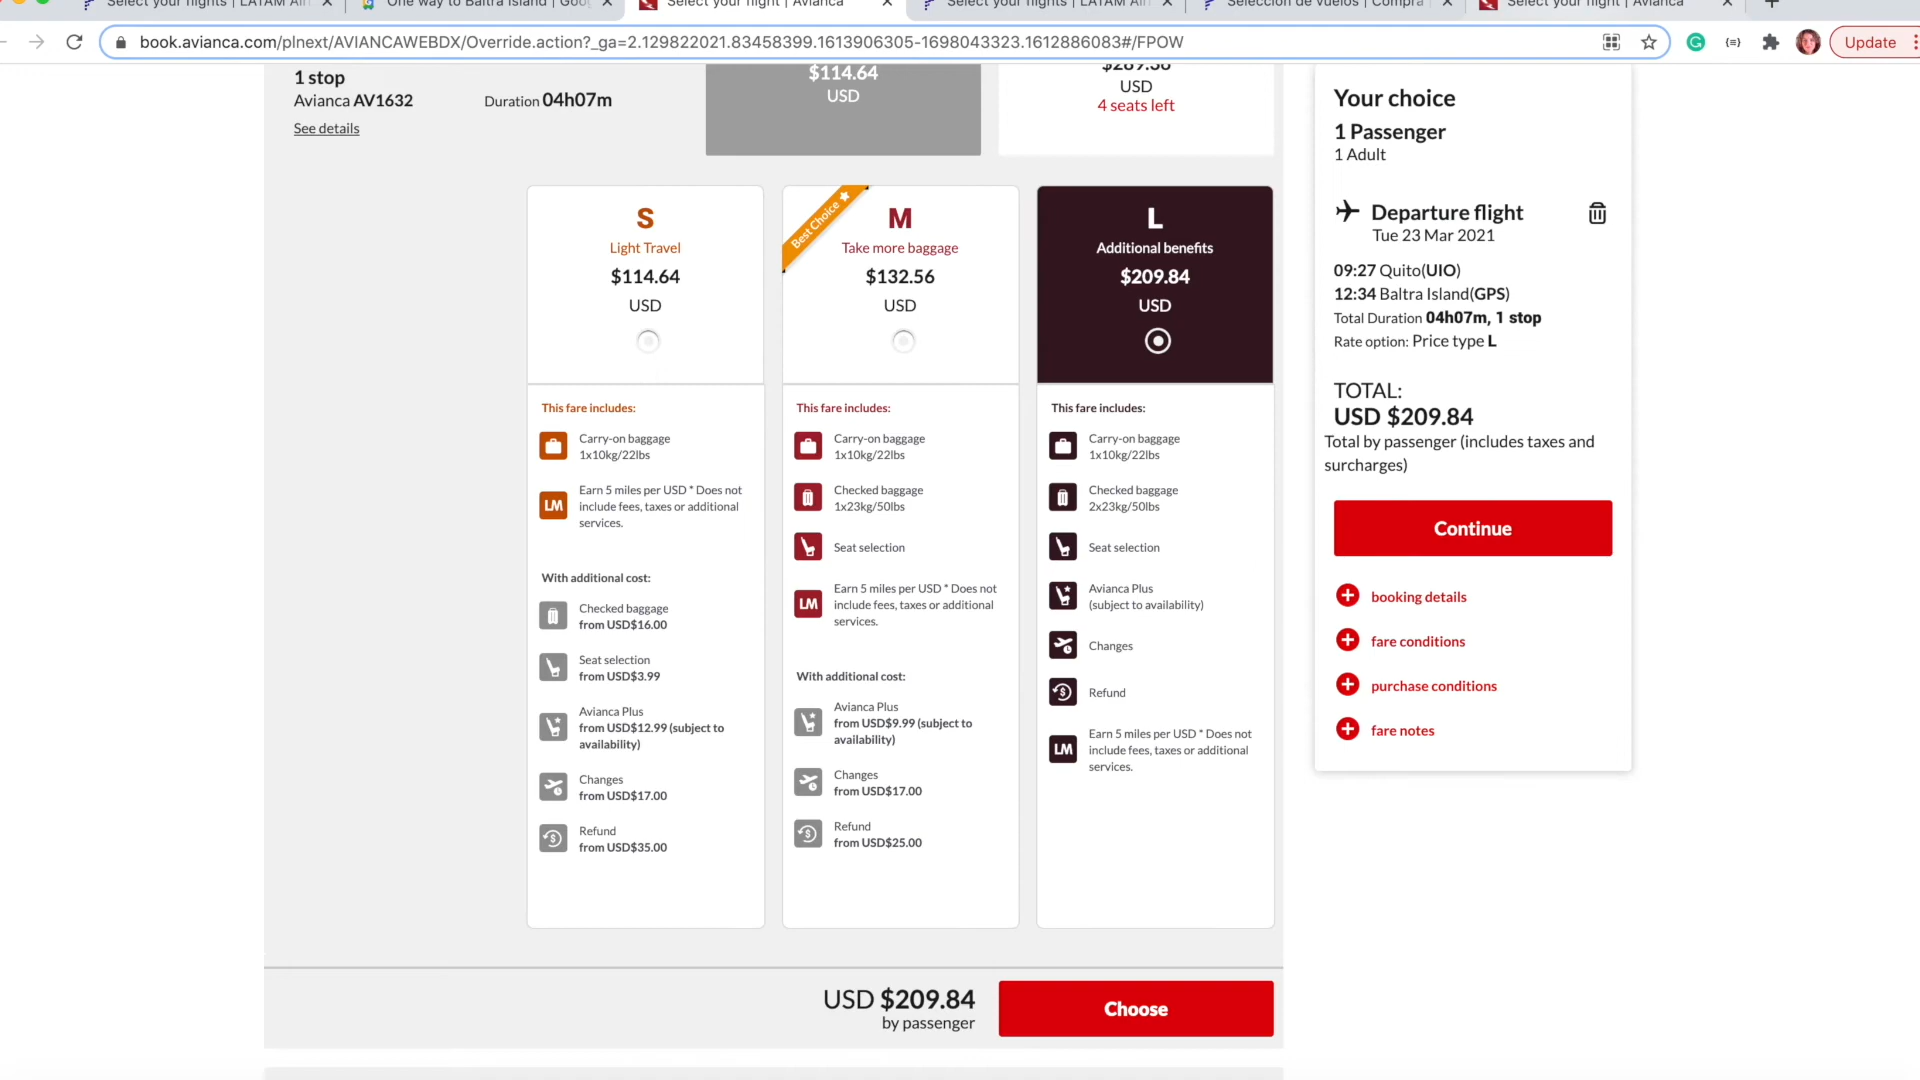 Select your flights | LATAM Airl
One way to Baltra Island | Goog
Select your flight | Avianca
Select your flights | LATAM Airl
Selección de vuelos | Compra
Select your flight | Avianca
book.avianca.com/plnext/AVIANCAWEBDX/Override.action?_ga=2.129822021.83458399.1613906305-1698043323.1612886083#/FPOW
Update
1 stop
Avianca AV1632
Duration 04h07m
See details
$114.64
USD
$289.38
USD
4 seats left
S
Light Travel
$114.64
USD
This fare includes:
Carry-on baggage
1x10kg/22lbs
LM
Earn 5 miles per USD * Does not
include fees, taxes or additional
services.
With additional cost:
Checked baggage
from USD$16.00
Seat selection
from USD$3.99
Avianca Plus
from USD$12.99 (subject to
availability)
Changes
from USD$17.00
Refund
from USD$35.00
Best Choice
M
Take more baggage
$132.56
USD
This fare includes:
Carry-on baggage
1x10kg/22lbs
Checked baggage
1x23kg/50lbs
Seat selection
LM
Earn 5 miles per USD * Does not
include fees, taxes or additional
services.
With additional cost:
Avianca Plus
from USD$9.99 (subject to
availability)
Changes
from USD$17.00
Refund
from USD$25.00
L
Additional benefits
$209.84
USD
This fare includes:
Carry-on baggage
1x10kg/22lbs
Checked baggage
2x23kg/50lbs
Seat selection
Avianca Plus
(subject to availability)
Changes
Refund
LM
Earn 5 miles per USD * Does not
include fees, taxes or additional
services.
USD $209.84
by passenger
Choose
Your choice
1 Passenger
1 Adult
Departure flight
Tue 23 Mar 2021
09:27 Quito(UIO)
12:34 Baltra Island(GPS)
Total Duration 04h07m, 1 stop
Rate option: Price type L
TOTAL:
USD $209.84
Total by passenger (includes taxes and
surcharges)
Continue
booking details
fare conditions
purchase conditions
fare notes